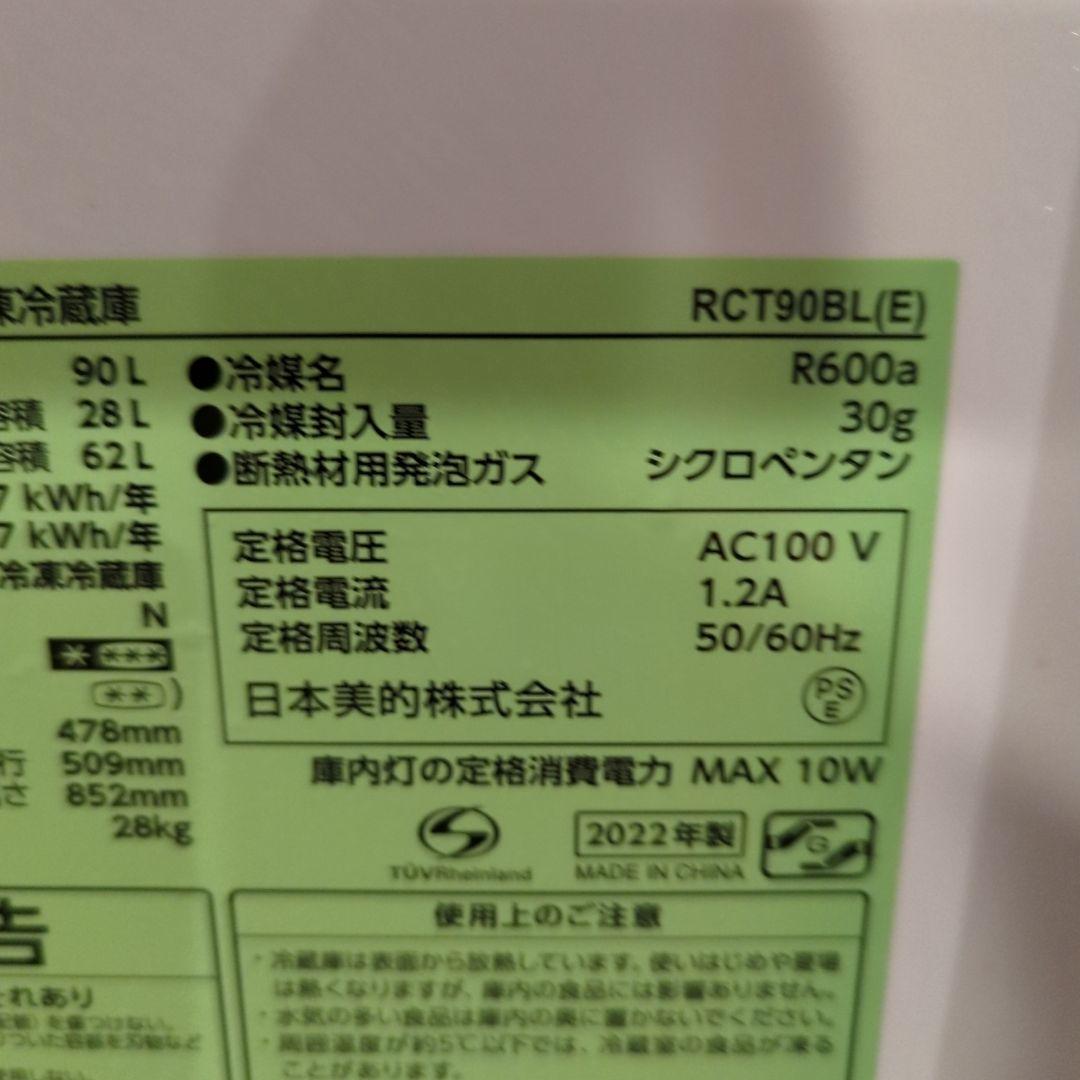 凍冷蔵庫 RCT90BL(E)
90L
容積 28L
容積 62L
7 kWh/年
7 kWh/年
冷凍冷蔵庫
N
478mm
行 509mm
さ 852mm
28kg
●冷媒名 R600a
●冷媒封入量 30g
●断熱材用発泡ガス シクロペンタン
定格電圧 AC100 V
定格電流 1.2A
定格周波数 50/60Hz
日本美的株式会社 PSE
庫内灯の定格消費電力 MAX 10W
TÜVRheinland
2022年製
MADE IN CHINA
G
告
それあり
を傷つけない。
使用上のご注意
・冷蔵庫は表面から放熱しています。使いはじめや夏場
は熱くなりますが、庫内の食品には影響ありません。
・水気の多い食品は庫内の奥に置かないでください。
・周囲温度が約5℃以下では、冷蔵室の食品が凍る
ことがあります。